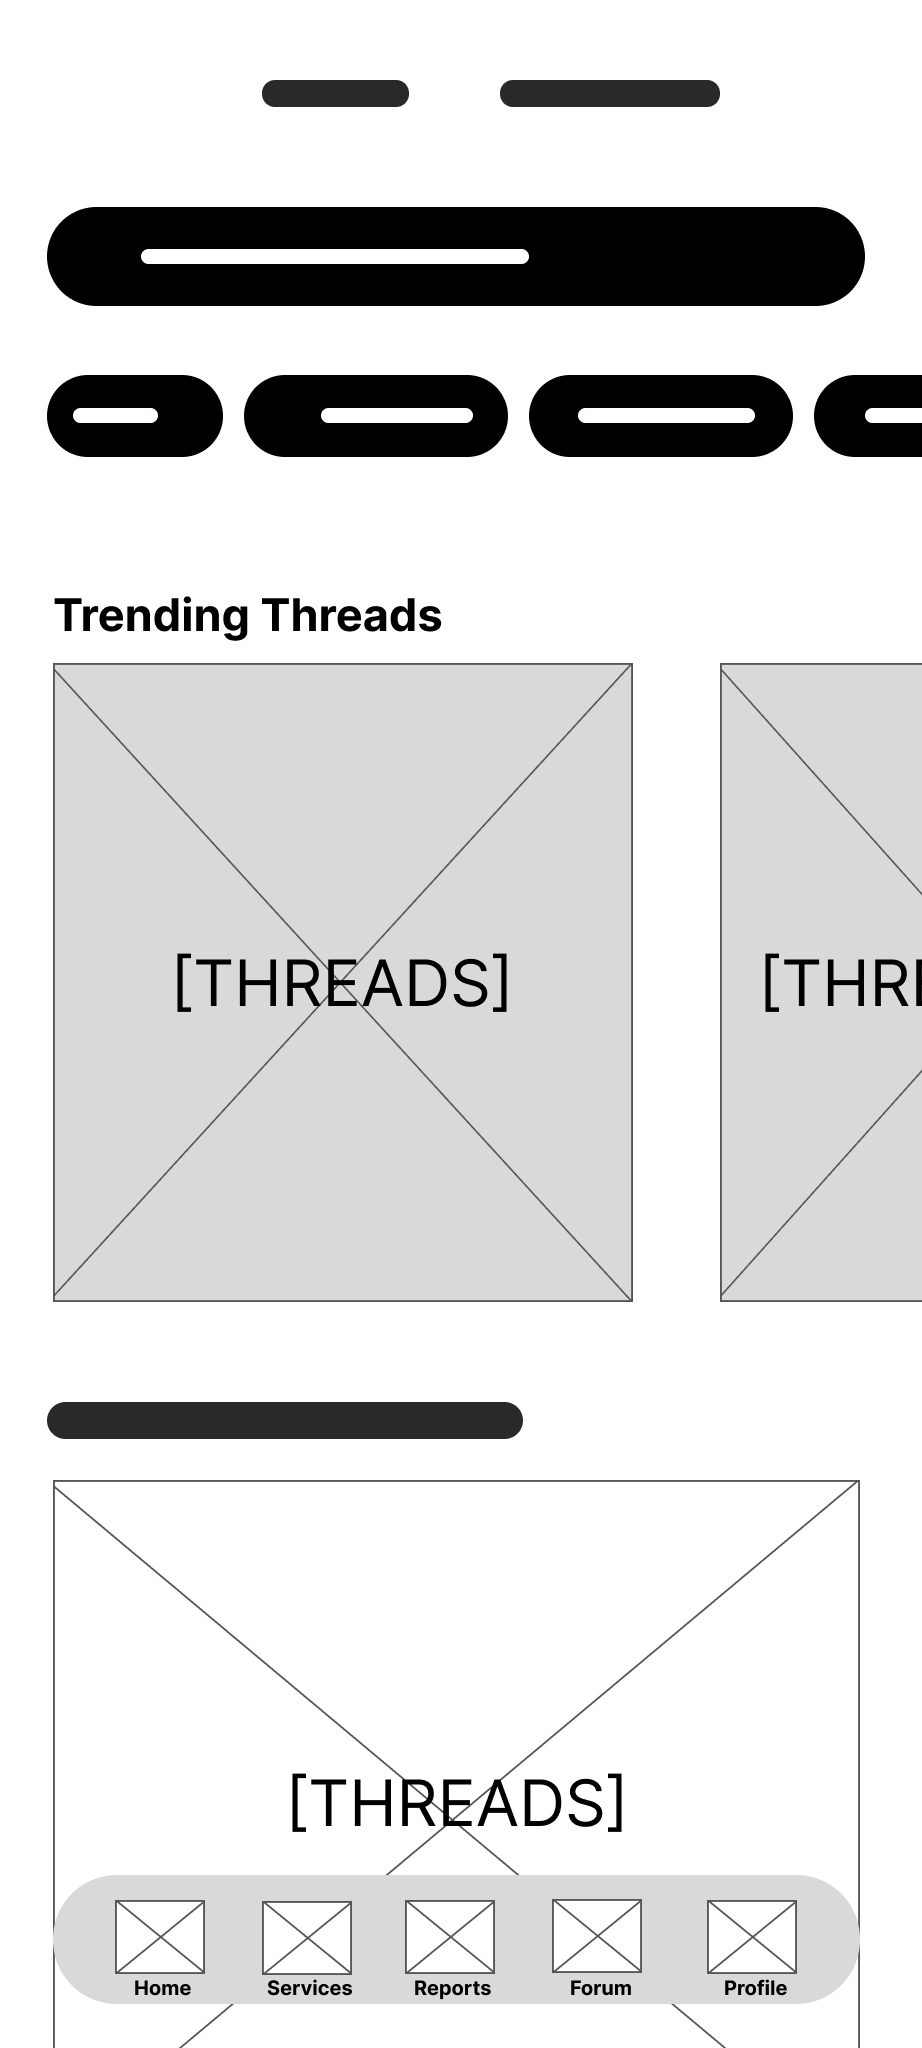 Trending Threads
[THREADS]
[THRE
[THREADS]
Home
Services
Reports
Forum
Profile